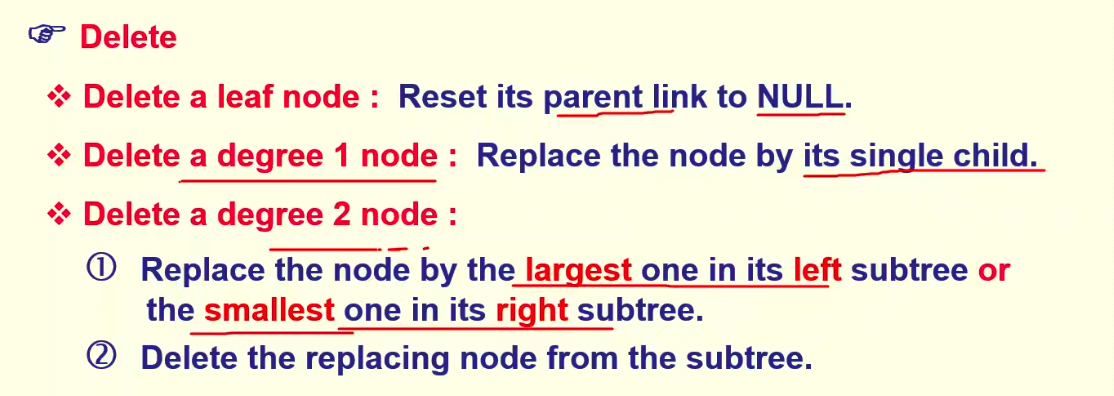 ☞ Delete
❖ Delete a leaf node : Reset its parent link to NULL.
❖ Delete a degree 1 node : Replace the node by its single child.
❖ Delete a degree 2 node :
① Replace the node by the largest one in its left subtree or
the smallest one in its right subtree.
② Delete the replacing node from the subtree.